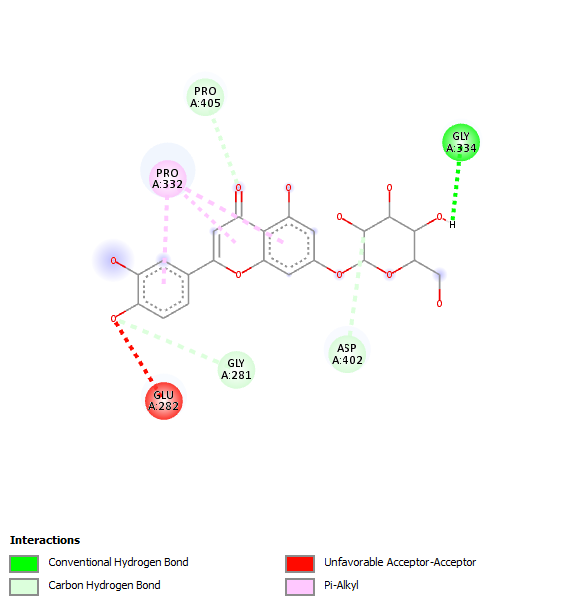 PRO
A:405
GLY
A:334
PRO
A:332
O
O
O
O
O
H
O
O
O
O
O
O
ASP
A:402
GLY
A:281
GLU
A:282
Interactions
Conventional Hydrogen Bond
Unfavorable Acceptor-Acceptor
Carbon Hydrogen Bond
Pi-Alkyl